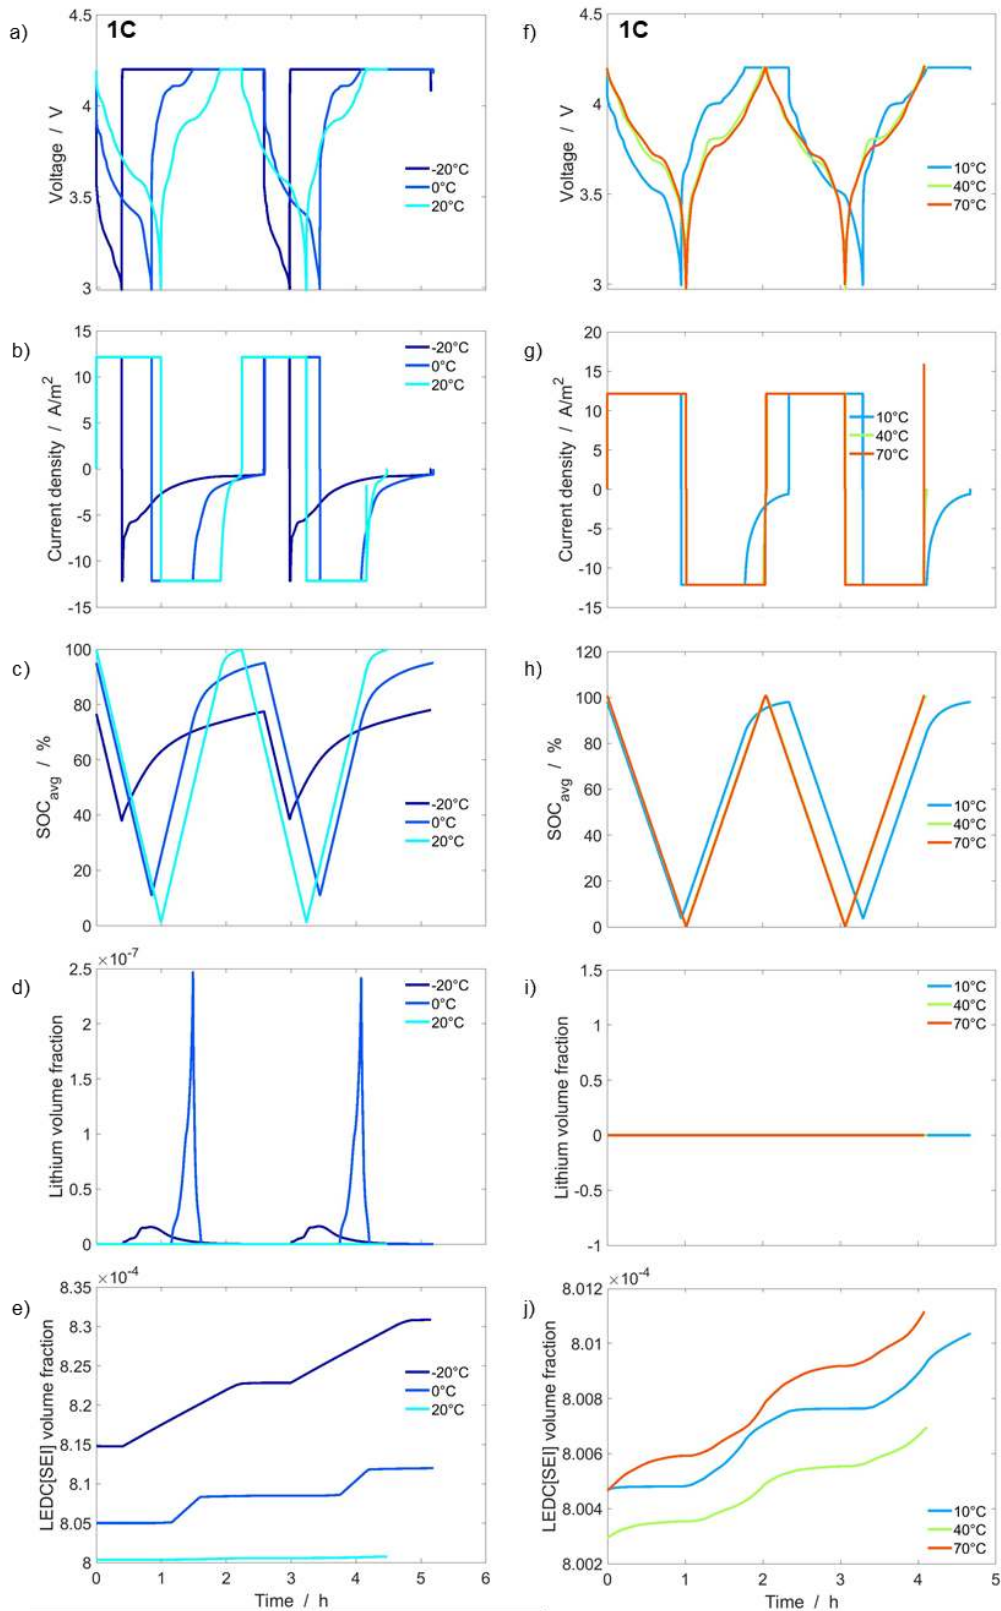 a)
1C
4.5
4
3.5
3
Voltage / V
-20°C
0°C
20°C
f)
1C
4.5
4
3.5
3
Voltage / V
10°C
40°C
70°C
b)
15
10
5
0
-5
-10
-15
Current density / A/m²
-20°C
0°C
20°C
g)
20
15
10
5
0
-5
-10
-15
Current density / A/m²
10°C
40°C
70°C
c)
100
80
60
40
20
0
SOCavg / %
-20°C
0°C
20°C
h)
120
100
80
60
40
20
0
SOCavg / %
10°C
40°C
70°C
d)
×10⁻⁷
2.5
2
1.5
1
0.5
0
Lithium volume fraction
-20°C
0°C
20°C
i)
1.5
1
0.5
0
-0.5
-1
Lithium volume fraction
10°C
40°C
70°C
e)
×10⁻⁴
8.35
8.3
8.25
8.2
8.15
8.1
8.05
8
LEDC[SEI] volume fraction
-20°C
0°C
20°C
0 1 2 3 4 5 6
Time / h
j)
×10⁻⁴
8.012
8.01
8.008
8.006
8.004
8.002
LEDC[SEI] volume fraction
10°C
40°C
70°C
0 1 2 3 4 5
Time / h